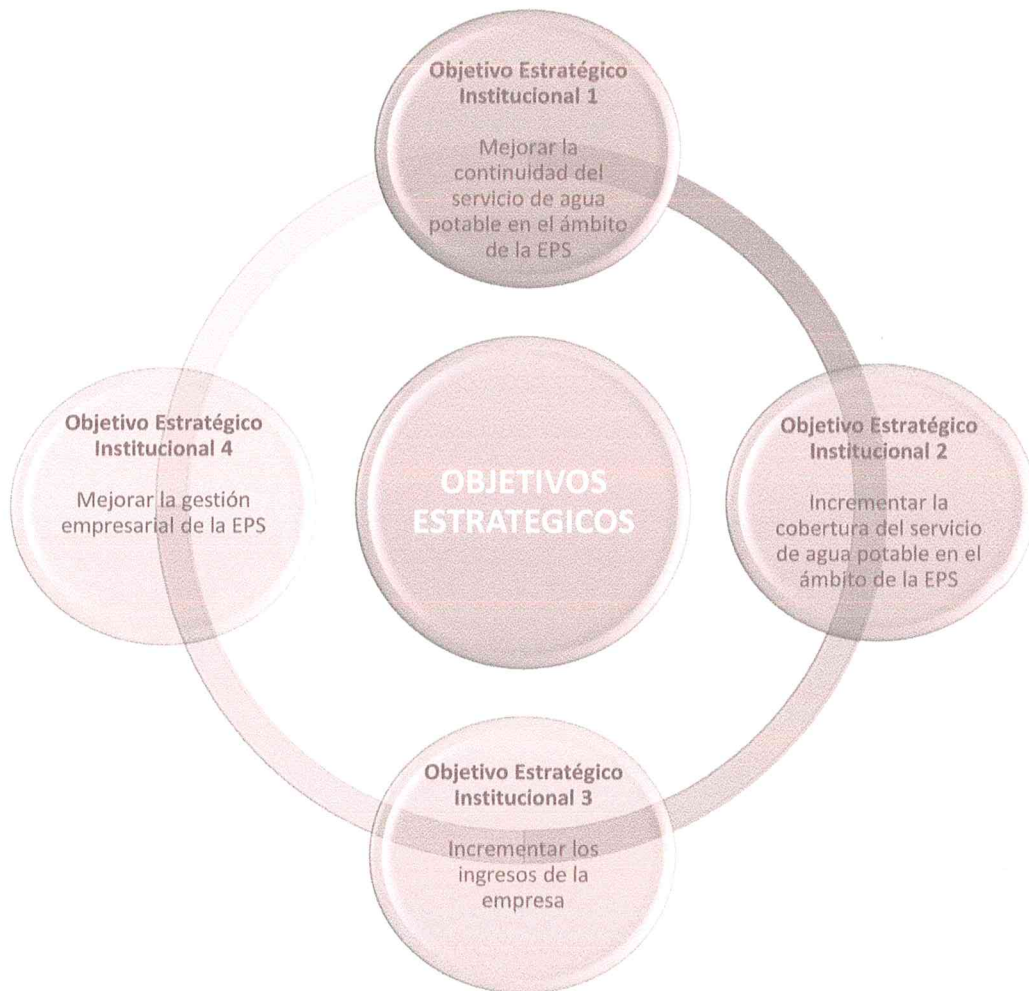 Objetivo Estratégico
Institucional 1
Mejorar la
continuidad del
servicio de agua
potable en el ámbito
de la EPS
Objetivo Estratégico
Institucional 4
Mejorar la gestión
empresarial de la EPS
OBJETIVOS
ESTRATEGICOS
Objetivo Estratégico
Institucional 2
Incrementar la
cobertura del servicio
de agua potable en el
ámbito de la EPS
Objetivo Estratégico
Institucional 3
Incrementar los
ingresos de la
empresa